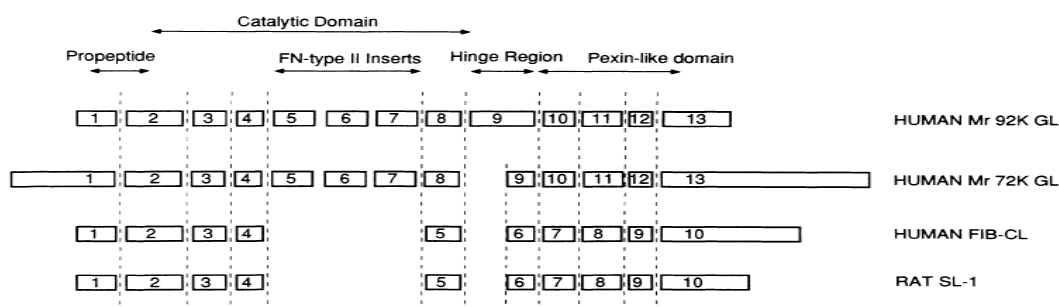 Catalytic Domain
Propeptide FN-type II Inserts Hinge Region Pexin-like domain
1 2 3 4 5 6 7 8 9 10 11 12 13 HUMAN Mr 92K GL
1 2 3 4 5 6 7 8 9 10 11 12 13 HUMAN Mr 72K GL
1 2 3 4 5 6 7 8 9 10 HUMAN FIB-CL
1 2 3 4 5 6 7 8 9 10 RAT SL-1